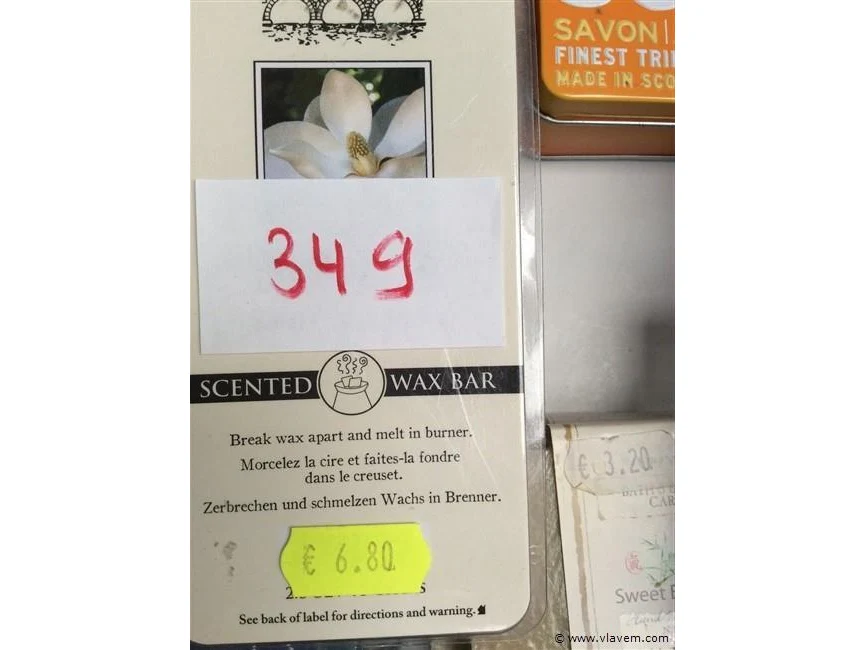 SAVON
FINEST
MADE IN
349
SCENTED WAX BAR
Break wax apart and melt in burner.
Morcelez la cire et faites-la fondre
dans le creuset.
Zerbrechen und schmelzen Wachs in Brenner.
€ 6.80
See back of label for directions and warning.
€ 3.20
Sweet
© www.vlavem.com